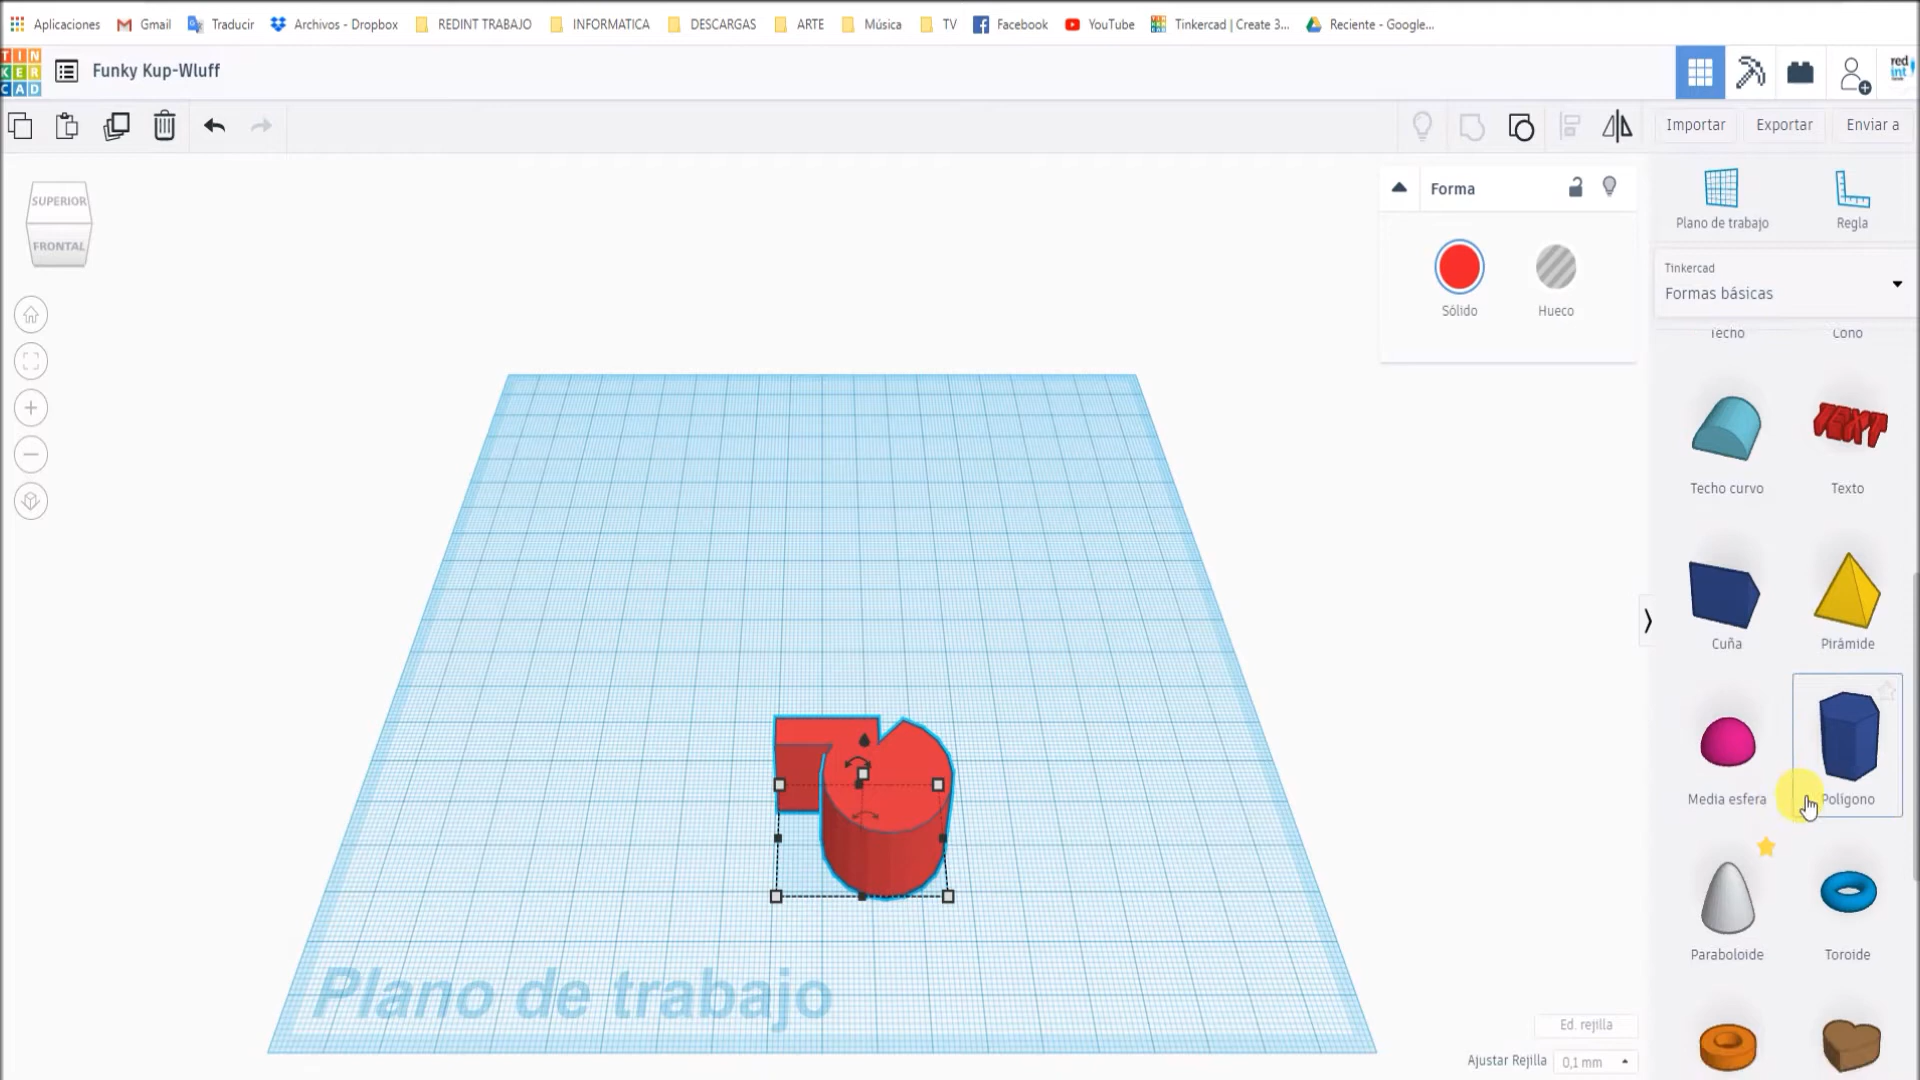 Aplicaciones Gmail Traducir Archivos - Dropbox REDINT TRABAJO INFORMATICA DESCARGAS ARTE Música TV Facebook YouTube Tinkercad | Create 3... Reciente - Google...
TIN
KER
CAD
Funky Kup-Wluff
red
int
Importar Exportar Enviar a
SUPERIOR
FRONTAL
Forma
Sólido Hueco
Plano de trabajo Regla
Tinkercad
Formas básicas
Techo Cono
Techo curvo Texto
TEXT
Cuña Pirámide
Media esfera Polígono
Paraboloide Toroide
Plano de trabajo
Ed. rejilla
Ajustar Rejilla 0,1 mm